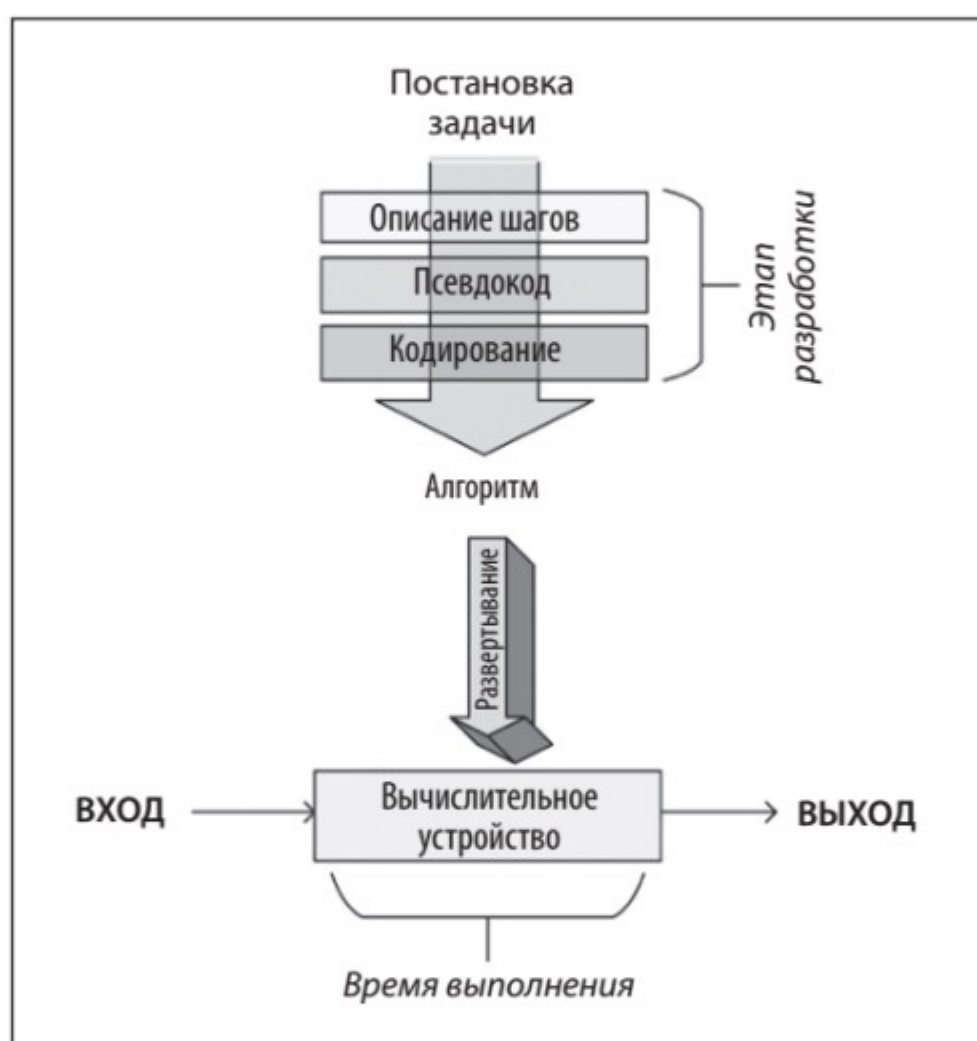 Постановка
задачи
Описание шагов
Псевдокод
Кодирование
Этап
разработки
Алгоритм
Развертывание
ВХОД
Вычислительное
устройство
ВЫХОД
Время выполнения